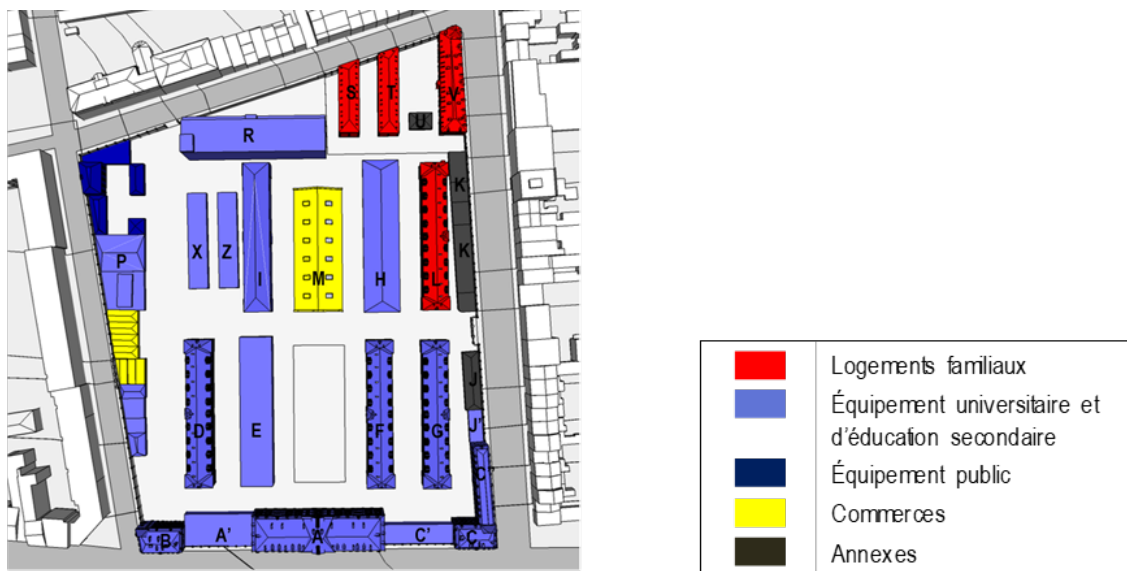 S
T
V
U
R
K
P
X
Z
I
M
H
L
K
D
E
F
G
J
J'
C'
B
A'
A
C'
C
Logements familiaux
Équipement universitaire et
d'éducation secondaire
Équipement public
Commerces
Annexes